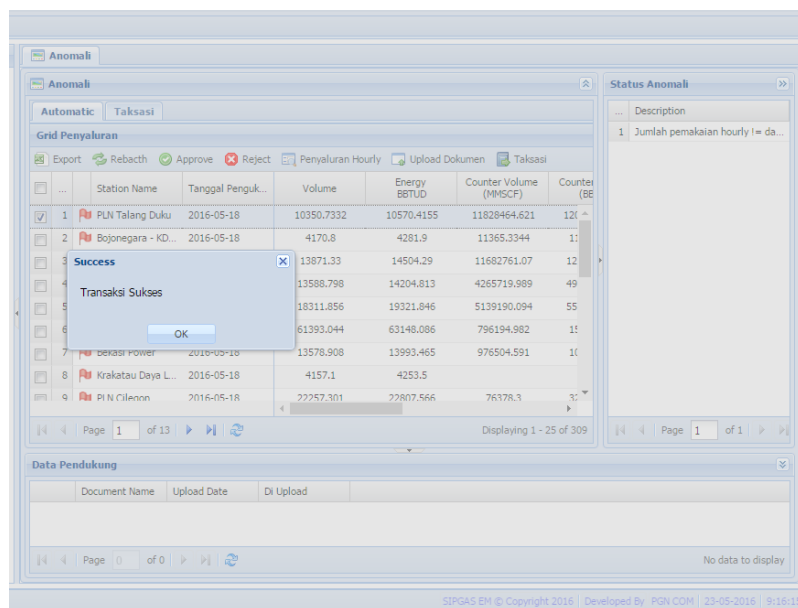 Anomali
Anomali
Status Anomali
Automatic Taksasi
... Description
Grid Penyaluran
1 Jumlah pemakaian hourly != da...
Export Rebacth Approve Reject Penyaluran Hourly Upload Dokumen Taksasi
... Station Name Tanggal Penguk... Volume Energy BBTUD Counter Volume (MMSCF) Counter
1 PLN Talang Duku 2016-05-18 10350.7332 10570.4155 11828464.621
2 Bojonegara - KD... 2016-05-18 4170.8 4281.9 11365.3344
3 13871.33 14504.29 11682761.07
13588.798 14204.813 4265719.989
5 18311.856 19321.846 5139190.094
6 61393.044 63148.086 796194.982
7 Bekasi Power 2016-05-18 13578.908 13993.465 976504.591
8 Krakatau Daya L... 2016-05-18 4157.1 4253.5
9 PLN Cilegon 2016-05-18 22257.301 22807.566 76378.3
Success
Transaksi Sukses
OK
Page 1 of 13 Displaying 1 - 25 of 309
Page 1 of 1
Data Pendukung
Document Name Upload Date Di Upload
Page 0 of 0 No data to display
SIPGAS EM © Copyright 2016 Developed By PGN COM 23-05-2016